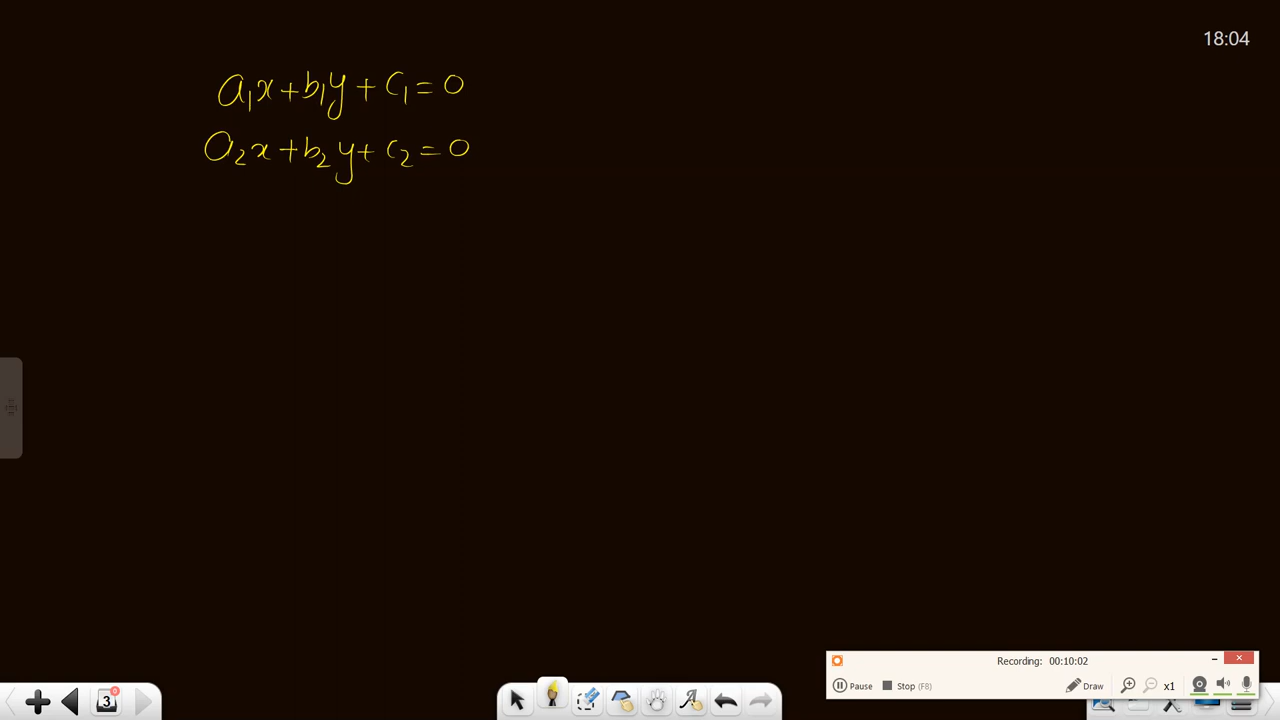 18:04
a₁x + b₁y + c₁ = 0
a₂x + b₂y + c₂ = 0
Recording: 00:10:02
Pause Stop (F8) Draw x1
3 0